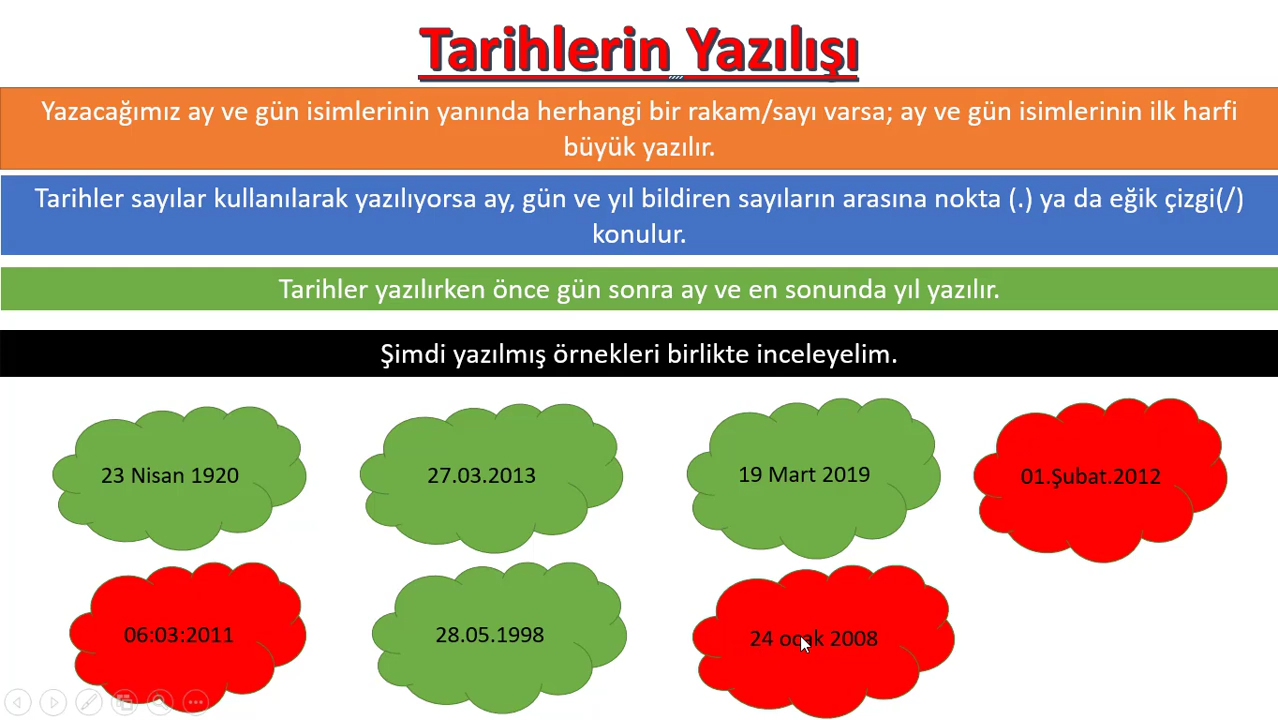 Tarihlerin Yazılışı
Yazacağımız ay ve gün isimlerinin yanında herhangi bir rakam/sayı varsa; ay ve gün isimlerinin ilk harfi
büyük yazılır.
Tarihler sayılar kullanılarak yazılıyorsa ay, gün ve yıl bildiren sayıların arasına nokta (.) ya da eğik çizgi(/)
konulur.
Tarihler yazılırken önce gün sonra ay ve en sonunda yıl yazılır.
Şimdi yazılmış örnekleri birlikte inceleyelim.
23 Nisan 1920
27.03.2013
19 Mart 2019
01.Şubat.2012
06:03:2011
28.05.1998
24 ocak 2008